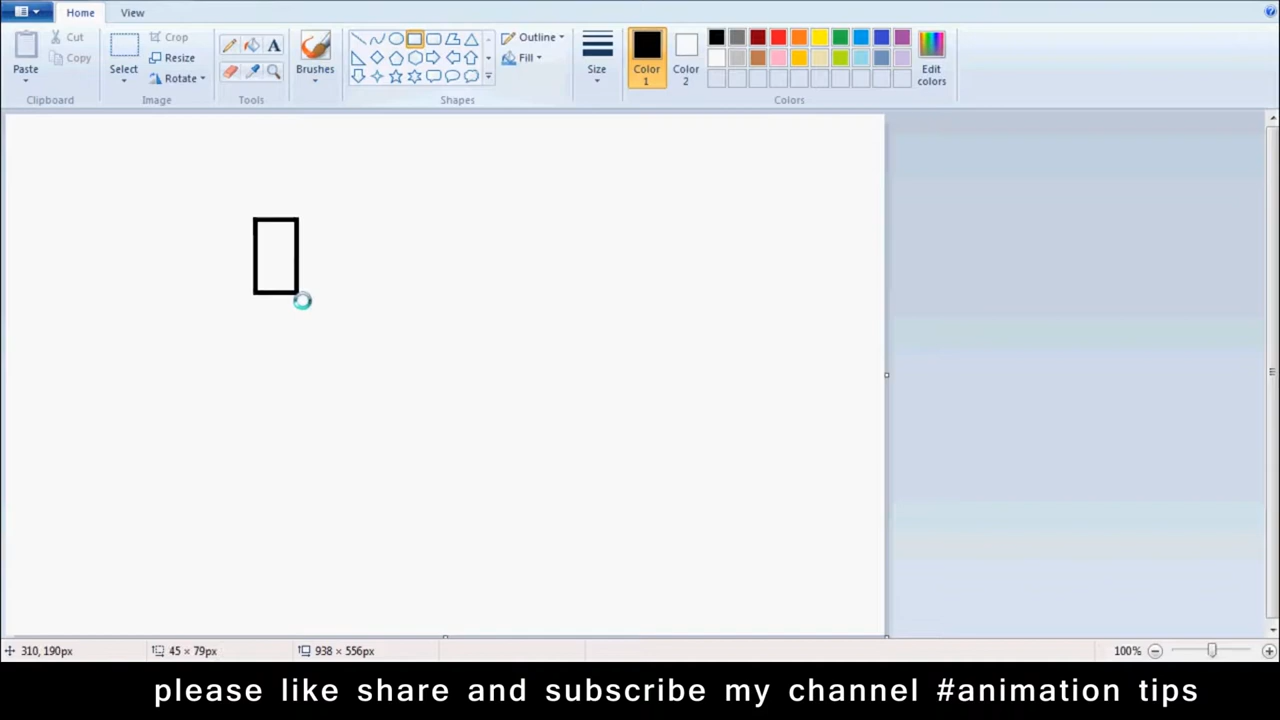 Home View
Cut
Copy
Paste
Clipboard
Crop
Resize
Rotate
Select
Image
A
Tools
Brushes
Outline
Fill
Shapes
Size
Color 1
Color 2
Edit colors
Colors
310, 190px 45 × 79px 938 × 556px 100%
please like share and subscribe my channel #animation tips